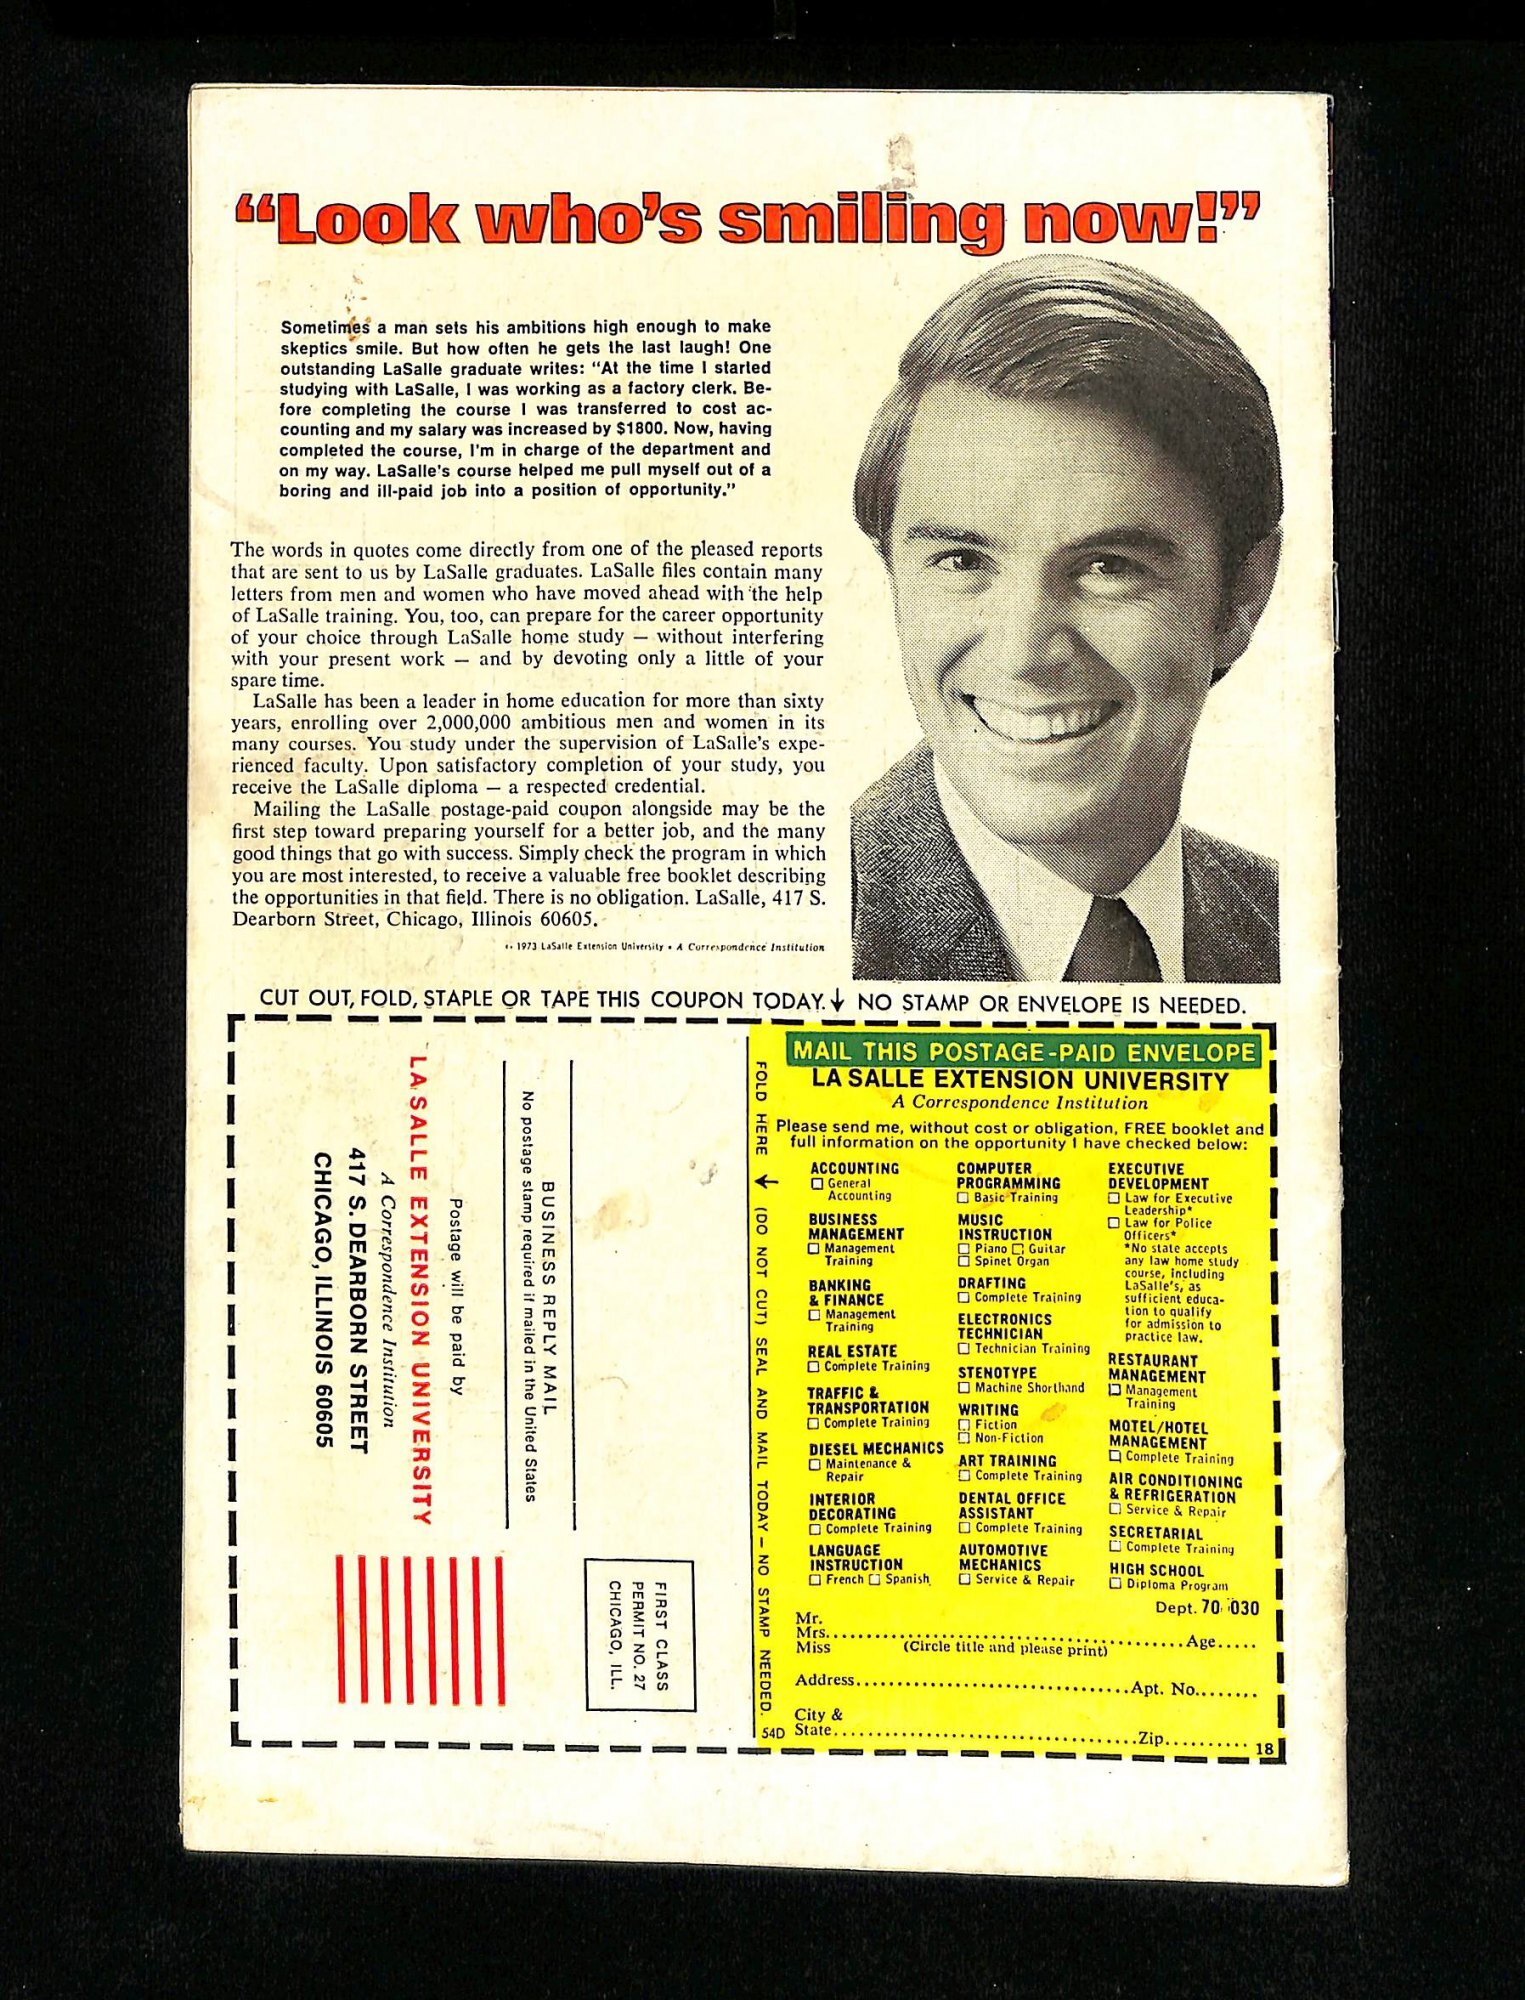 “Look who’s smiling now!”
Sometimes a man sets his ambitions high enough to make
skeptics smile. But how often he gets the last laugh! One
outstanding LaSalle graduate writes: “At the time I started
studying with LaSalle, I was working as a factory clerk. Be-
fore completing the course I was transferred to cost ac-
counting and my salary was increased by $1800. Now, having
completed the course, I'm in charge of the department and
on my way. LaSalle's course helped me pull myself out of a
boring and ill-paid job into a position of opportunity.”
The words in quotes come directly from one of the pleased reports
that are sent to us by LaSalle graduates. LaSalle files contain many
letters from men and women who have moved ahead with the help
of LaSalle training. You, too, can prepare for the career opportunity
of your choice through LaSalle home study — without interfering
with your present work — and by devoting only a little of your
spare time.
LaSalle has been a leader in home education for more than sixty
years, enrolling over 2,000,000 ambitious men and women in its
many courses. You study under the supervision of LaSalle's expe-
rienced faculty. Upon satisfactory completion of your study, you
receive the LaSalle diploma — a respected credential.
Mailing the LaSalle postage-paid coupon alongside may be the
first step toward preparing yourself for a better job, and the many
good things that go with success. Simply check the program in which
you are most interested, to receive a valuable free booklet describing
the opportunities in that field. There is no obligation. LaSalle, 417 S.
Dearborn Street, Chicago, Illinois 60605.
1973 LaSalle Extension University • A Correspondence Institution
CUT OUT, FOLD, STAPLE OR TAPE THIS COUPON TODAY. ↓ NO STAMP OR ENVELOPE IS NEEDED.
FIRST CLASS
PERMIT NO. 27
CHICAGO, ILL.
BUSINESS REPLY MAIL
No postage stamp required if mailed in the United States
Postage will be paid by
LASALLE EXTENSION UNIVERSITY
A Correspondence Institution
417 S. DEARBORN STREET
CHICAGO, ILLINOIS 60605
FOLD HERE ↓ (DO NOT CUT) SEAL AND MAIL TODAY — NO STAMP NEEDED.
54D
MAIL THIS POSTAGE-PAID ENVELOPE
LA SALLE EXTENSION UNIVERSITY
A Correspondence Institution
Please send me, without cost or obligation, FREE booklet and
full information on the opportunity I have checked below:
ACCOUNTING
☐ General
Accounting
BUSINESS
MANAGEMENT
☐ Management
Training
BANKING
& FINANCE
☐ Management
Training
REAL ESTATE
☐ Complete Training
TRAFFIC &
TRANSPORTATION
☐ Complete Training
DIESEL MECHANICS
☐ Maintenance &
Repair
INTERIOR
DECORATING
☐ Complete Training
LANGUAGE
INSTRUCTION
☐ French ☐ Spanish
COMPUTER
PROGRAMMING
☐ Basic Training
MUSIC
INSTRUCTION
☐ Piano ☐ Guitar
☐ Spinet Organ
DRAFTING
☐ Complete Training
ELECTRONICS
TECHNICIAN
☐ Technician Training
STENOTYPE
☐ Machine Shorthand
WRITING
☐ Fiction
☐ Non-Fiction
ART TRAINING
☐ Complete Training
DENTAL OFFICE
ASSISTANT
☐ Complete Training
AUTOMOTIVE
MECHANICS
☐ Service & Repair
EXECUTIVE
DEVELOPMENT
☐ Law for Executive
Leadership*
☐ Law for Police
Officers*
*No state accepts
any law home study
course, including
LaSalle's, as
sufficient educa-
tion to qualify
for admission to
practice law.
RESTAURANT
MANAGEMENT
☐ Management
Training
MOTEL/HOTEL
MANAGEMENT
☐ Complete Training
AIR CONDITIONING
& REFRIGERATION
☐ Service & Repair
SECRETARIAL
☐ Complete Training
HIGH SCHOOL
☐ Diploma Program
Dept. 70-030
Mr.
Mrs. Age
Miss (Circle title and please print)
Address Apt. No.
City &
State Zip
18